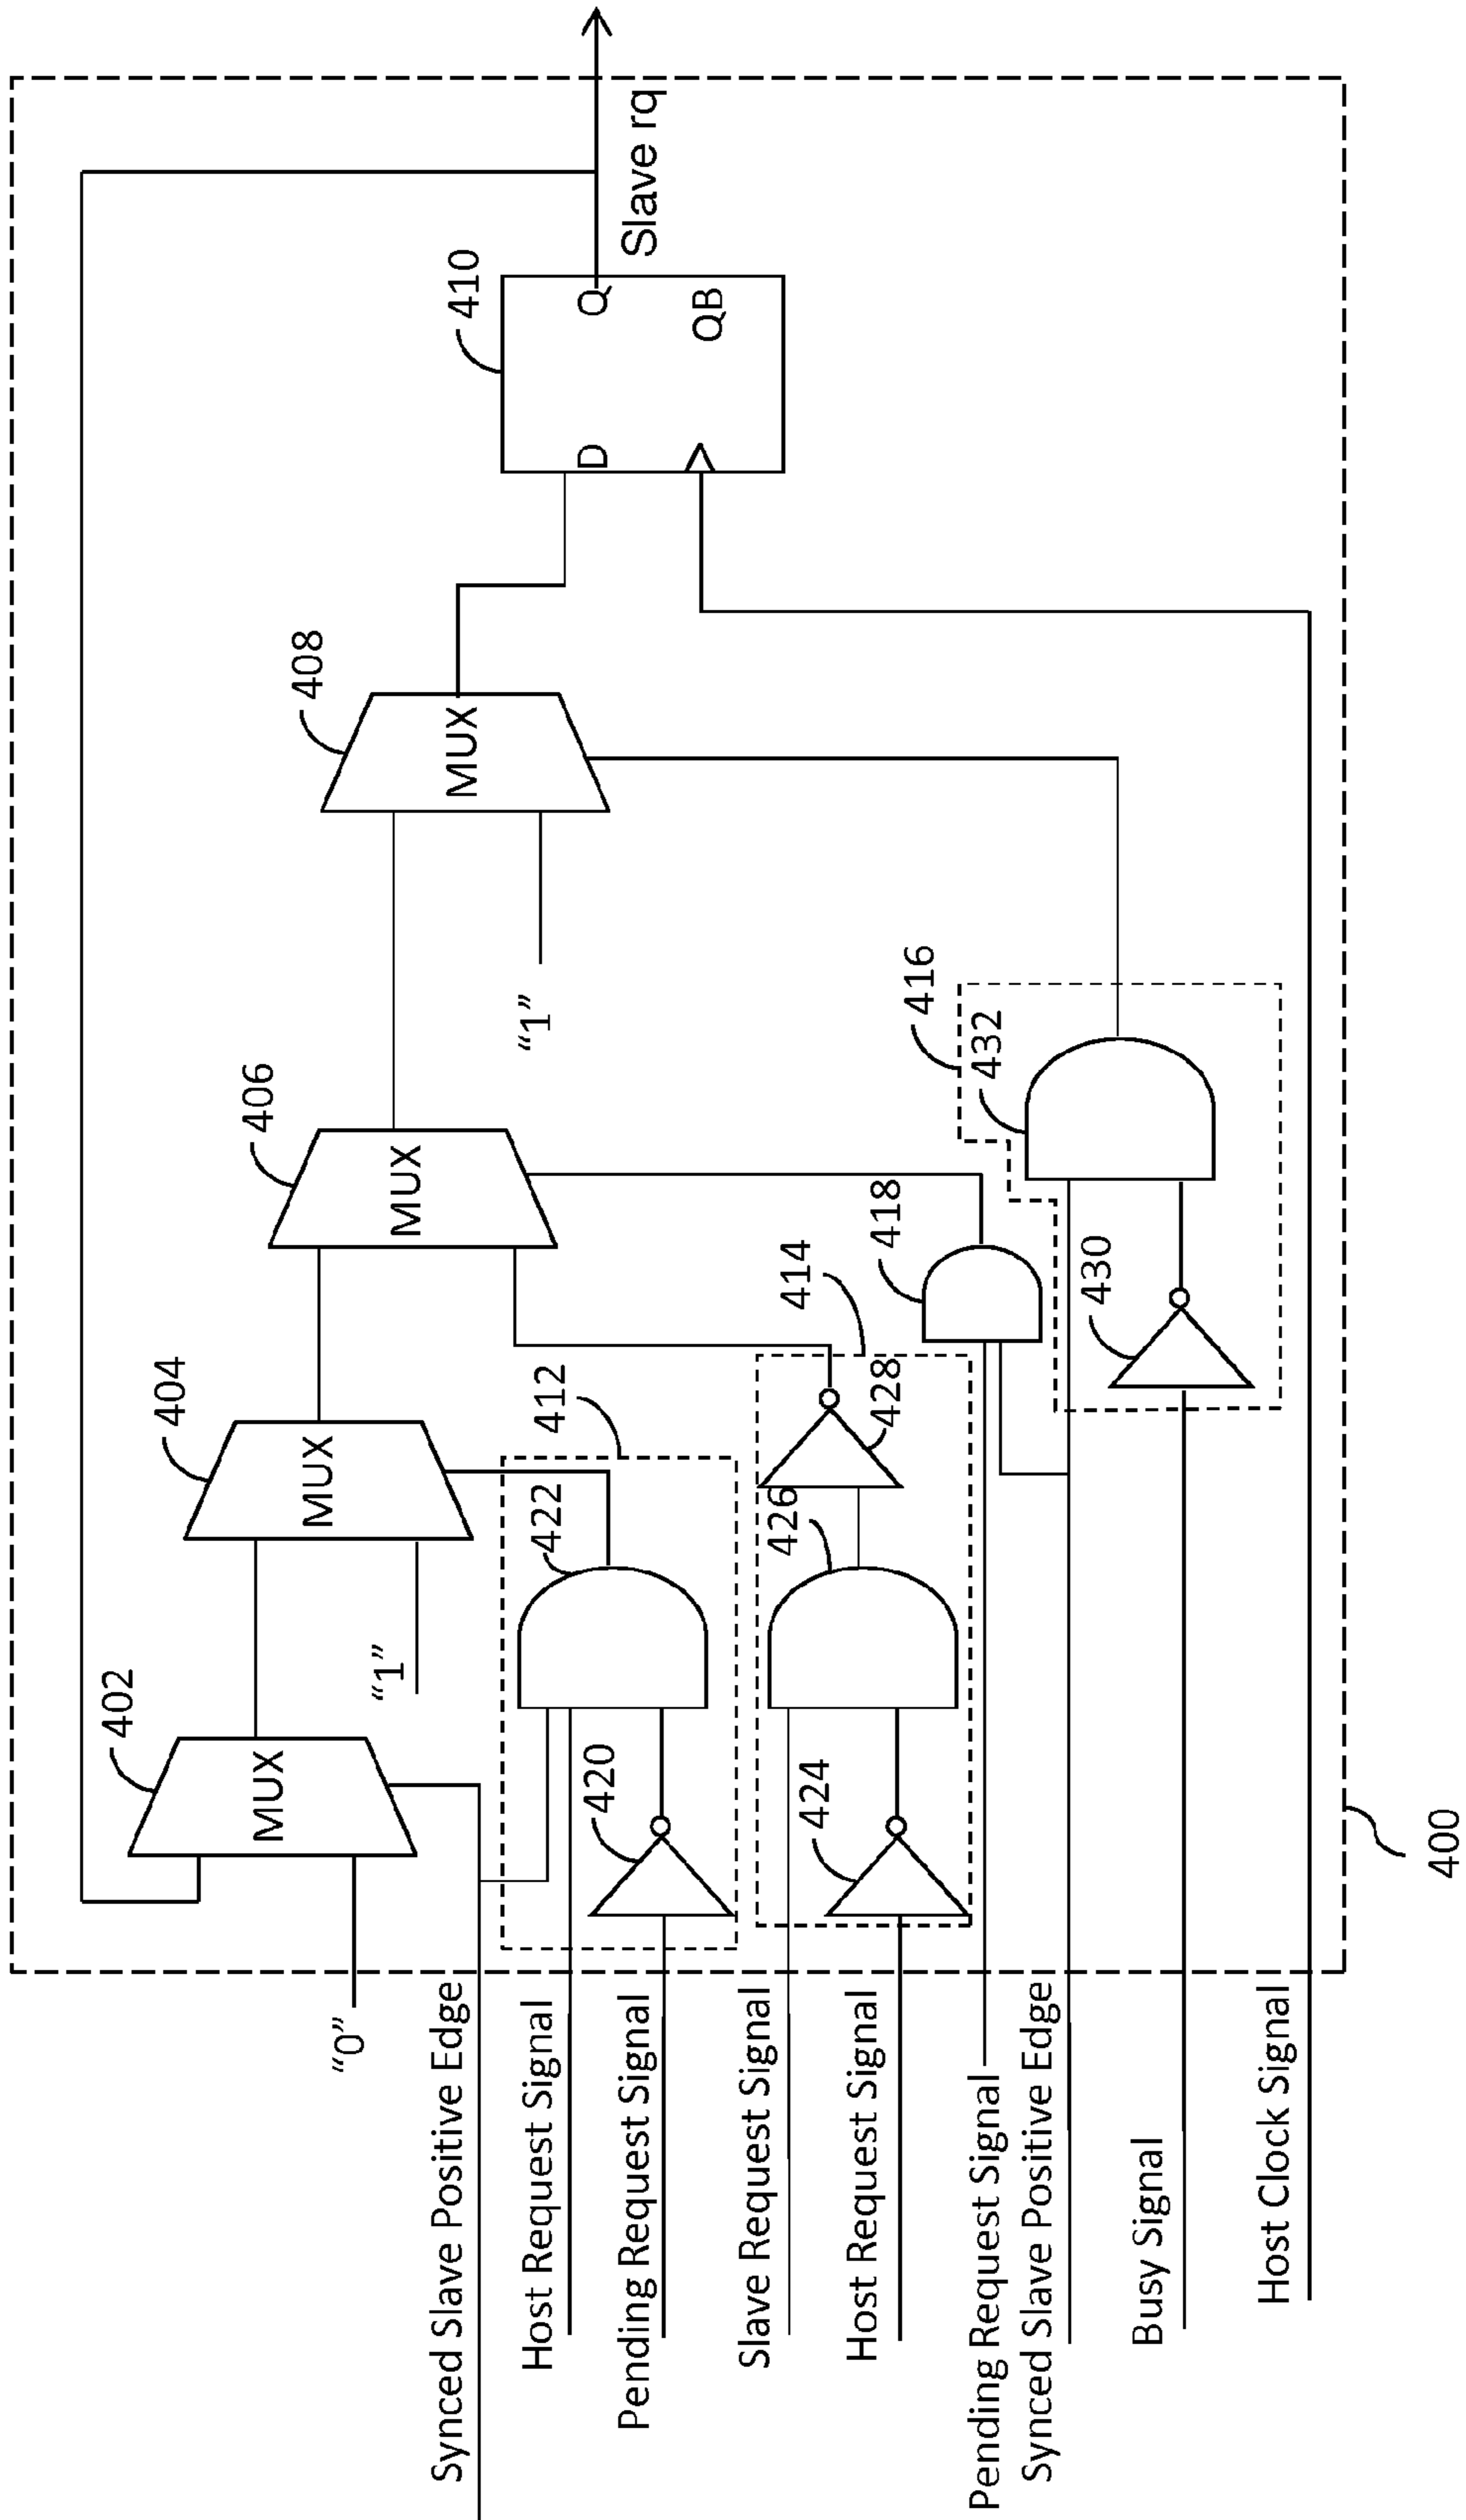 402
404
406
408
410
MUX
MUX
MUX
MUX
D
Q
QB
Slave rq
“0”
“1”
“1”
Synced Slave Positive Edge
Host Request Signal
Pending Request Signal
Slave Request Signal
Host Request Signal
Pending Request Signal
Synced Slave Positive Edge
Busy Signal
Host Clock Signal
412
422
420
414
426
428
424
418
416
432
430
400